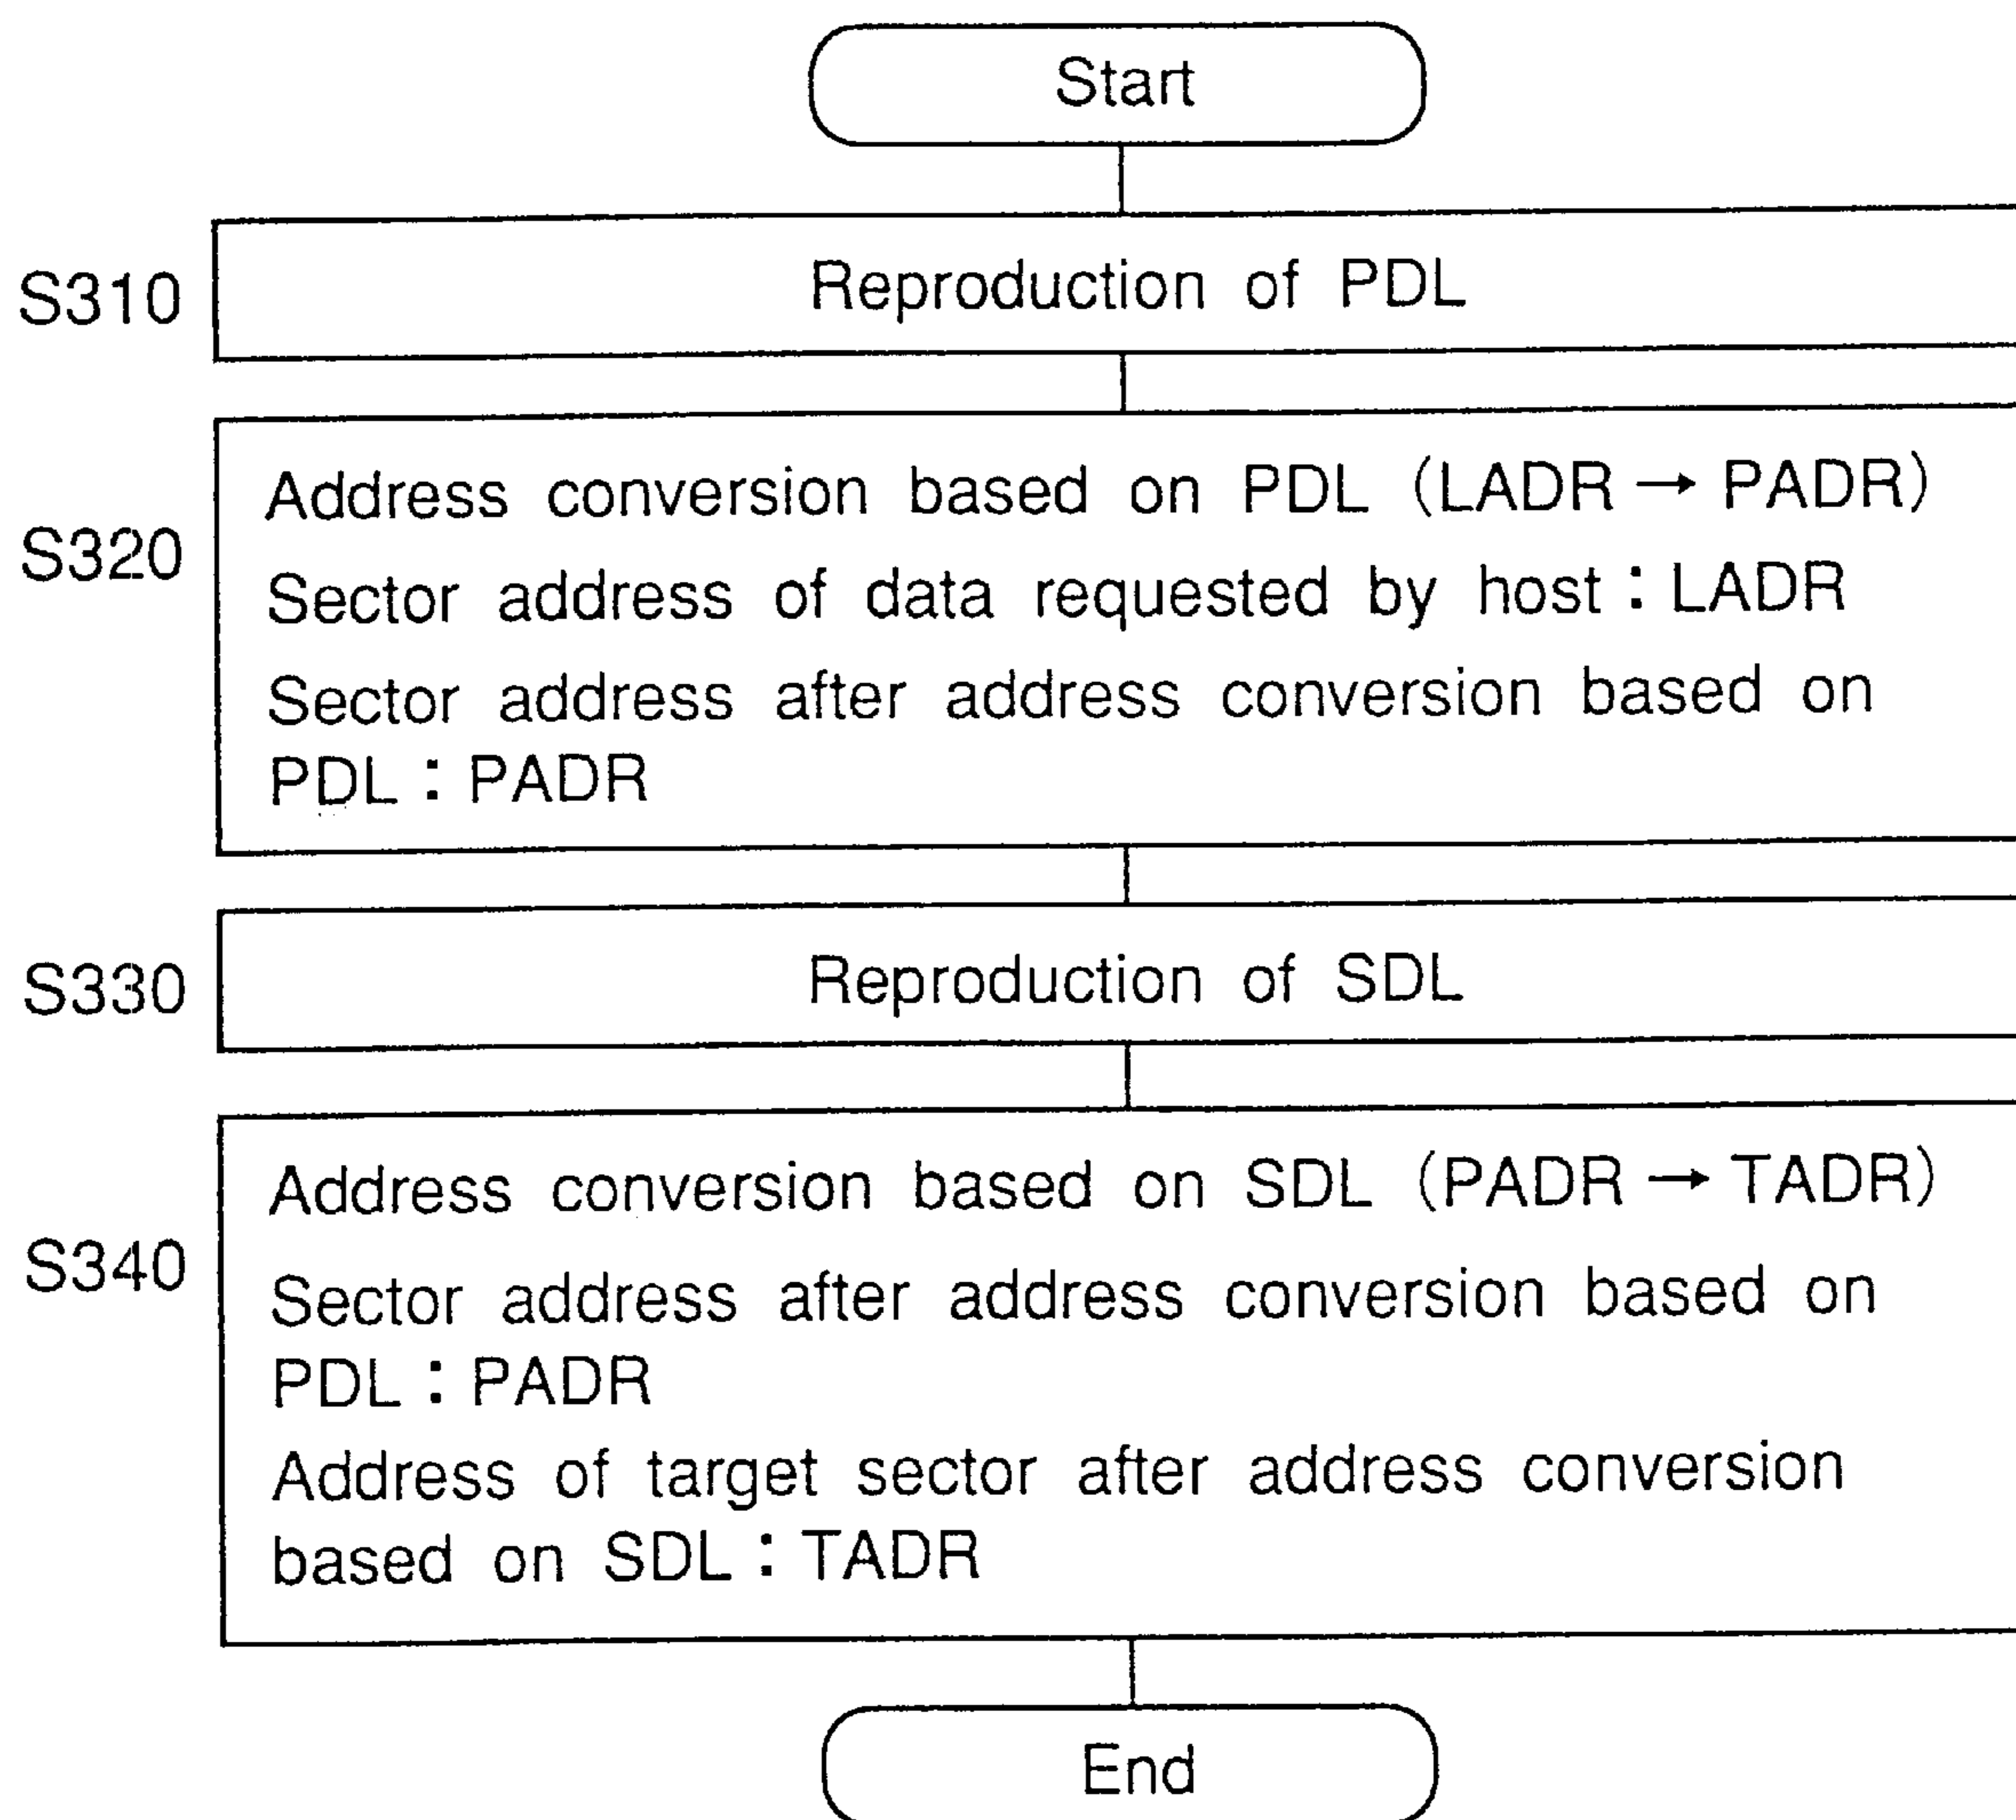 Start
S310
Reproduction of PDL
S320
Address conversion based on PDL (LADR → PADR)
Sector address of data requested by host : LADR
Sector address after address conversion based on
PDL : PADR
S330
Reproduction of SDL
S340
Address conversion based on SDL (PADR → TADR)
Sector address after address conversion based on
PDL : PADR
Address of target sector after address conversion
based on SDL : TADR
End